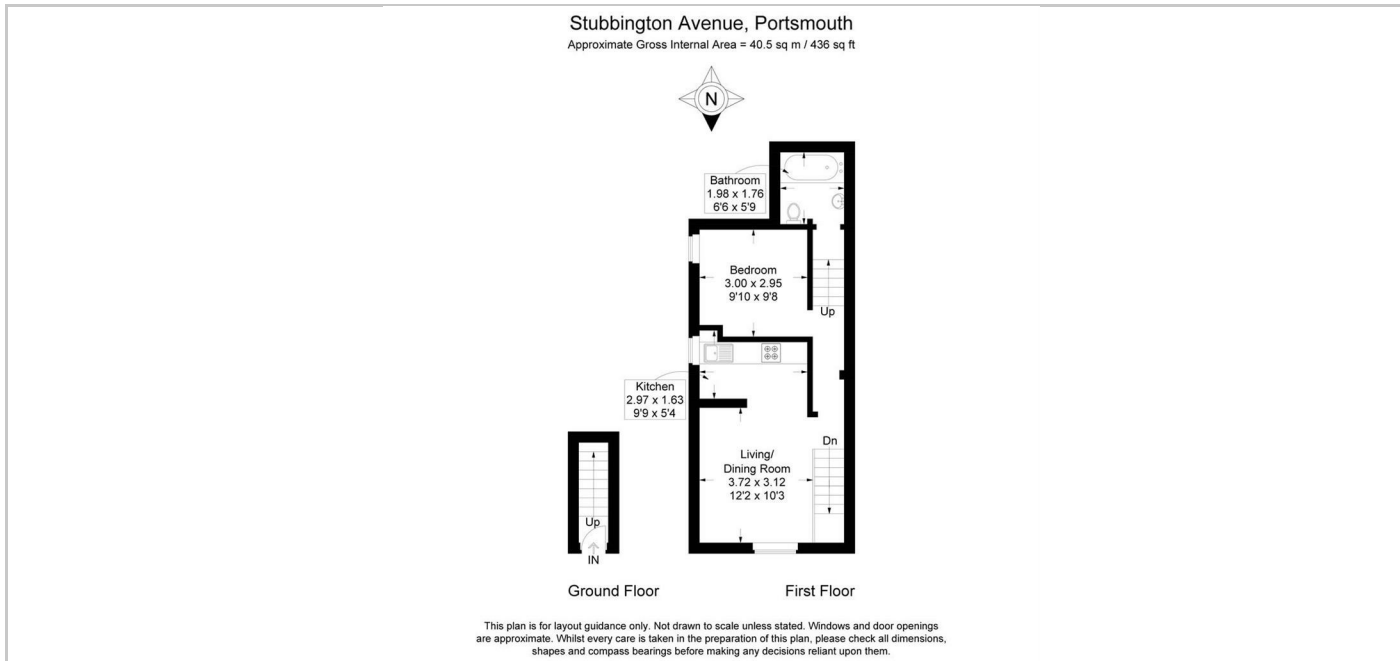 Stubbington Avenue, Portsmouth
Approximate Gross Internal Area = 40.5 sq m / 436 sq ft
N
Bathroom
1.98 x 1.76
6'6 x 5'9
Bedroom
3.00 x 2.95
9'10 x 9'8
Up
Kitchen
2.97 x 1.63
9'9 x 5'4
Dn
Living/
Dining Room
3.72 x 3.12
12'2 x 10'3
Up
IN
Ground Floor
First Floor
This plan is for layout guidance only. Not drawn to scale unless stated. Windows and door openings
are approximate. Whilst every care is taken in the preparation of this plan, please check all dimensions,
shapes and compass bearings before making any decisions reliant upon them.